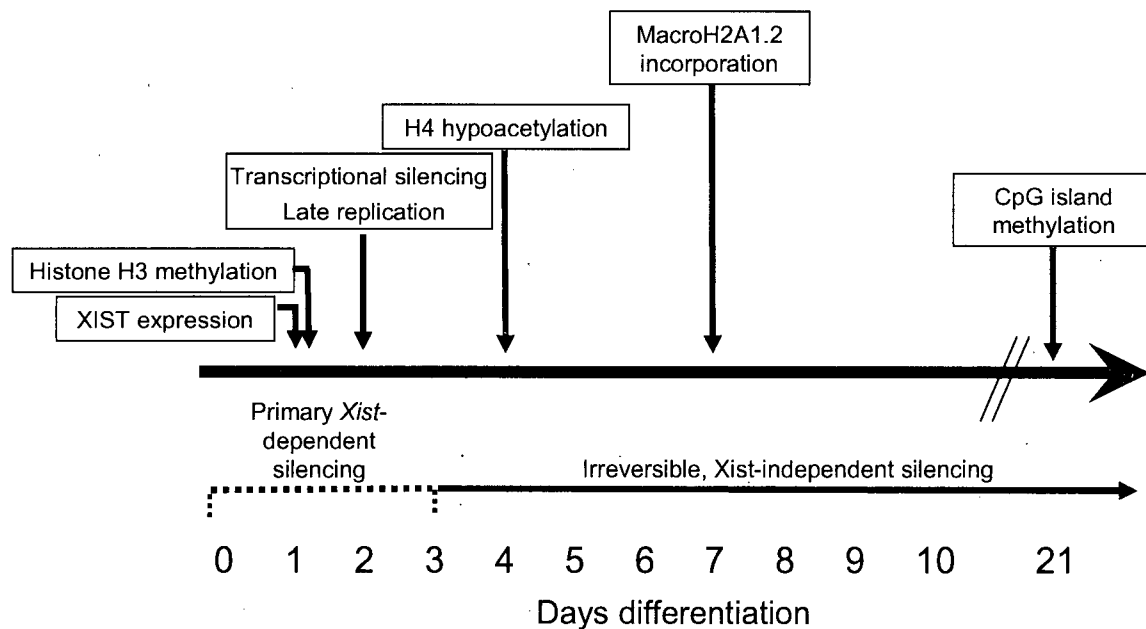 MacroH2A1.2
incorporation
H4 hypoacetylation
Transcriptional silencing
Late replication
CpG island
methylation
Histone H3 methylation
XIST expression
Primary Xist-
dependent
silencing
Irreversible, Xist-independent silencing
0 1 2 3 4 5 6 7 8 9 10 21
Days differentiation